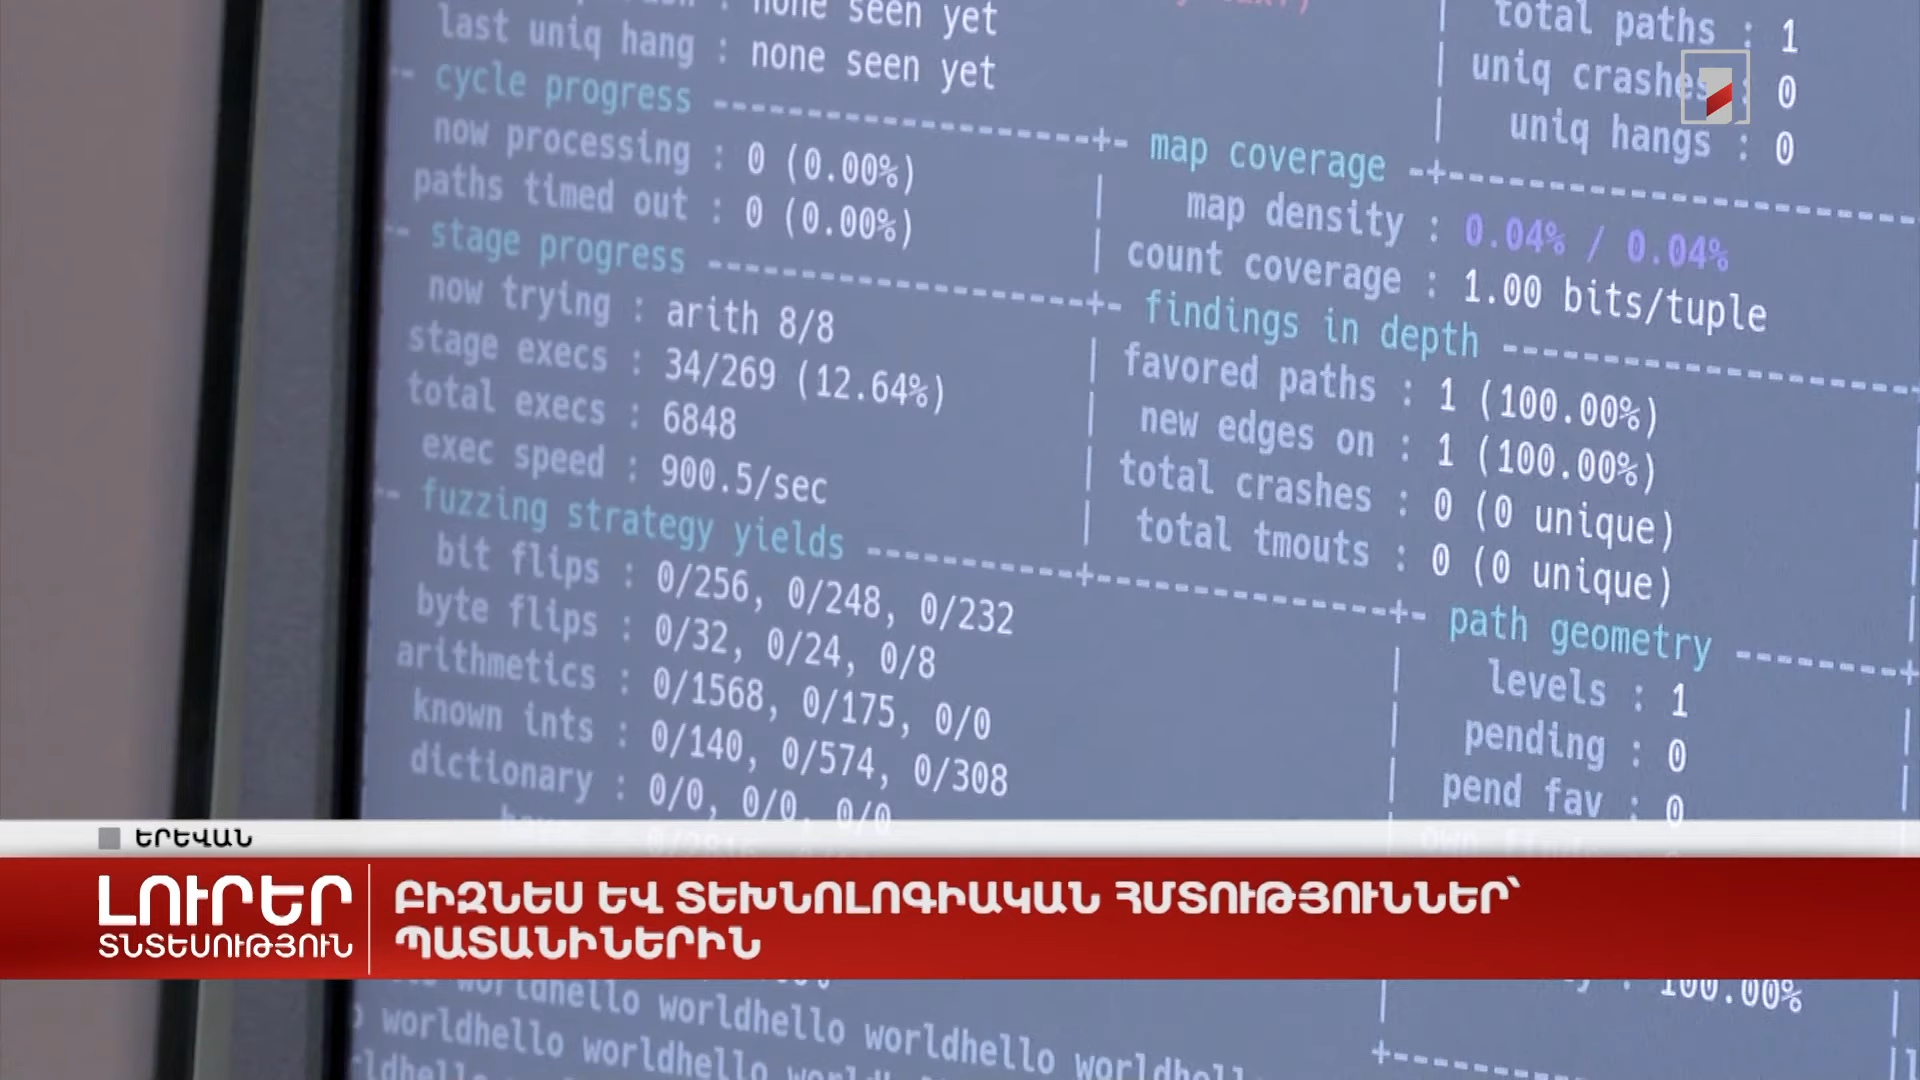 none seen yet
last uniq hang : none seen yet
total paths : 1
uniq crashes : 0
uniq hangs : 0
cycle progress
now processing : 0 (0.00%)
paths timed out : 0 (0.00%)
map coverage
map density : 0.04% / 0.04%
count coverage : 1.00 bits/tuple
stage progress
now trying : arith 8/8
stage execs : 34/269 (12.64%)
total execs : 6848
exec speed : 900.5/sec
findings in depth
favored paths : 1 (100.00%)
new edges on : 1 (100.00%)
total crashes : 0 (0 unique)
total tmouts : 0 (0 unique)
fuzzing strategy yields
bit flips : 0/256, 0/248, 0/232
byte flips : 0/32, 0/24, 0/8
arithmetics : 0/1568, 0/175, 0/0
known ints : 0/140, 0/574, 0/308
dictionary : 0/0, 0/0, 0/0
path geometry
levels : 1
pending : 0
pend fav : 0
ԵՐԵՎԱՆ
ԼՈՒՐԵՐ
ՏՆՏԵՍՈՒԹՅՈՒՆ
ԲԻԶՆԵՍ ԵՎ ՏԵԽՆՈԼՈԳԻԱԿԱՆ ՀՄՏՈՒԹՅՈՒՆՆԵՐ՝
ՊԱՏԱՆԻՆԵՐԻՆ
100.00%
worldhello worldhello worldhello
worldhello worldhello worldhello